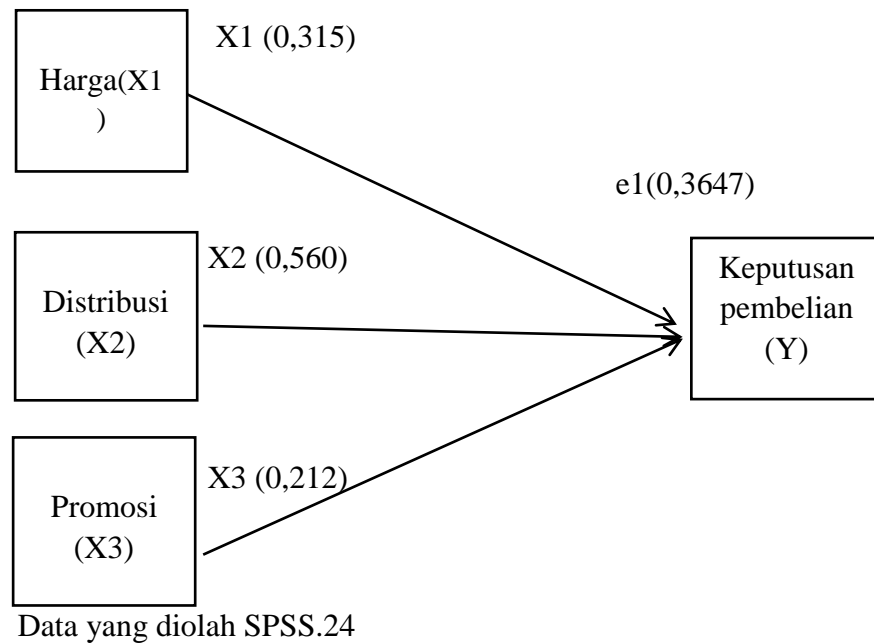 X1 (0,315)
Harga(X1
)
e1(0,3647)
X2 (0,560)
Distribusi
(X2)
Keputusan
pembelian
(Y)
X3 (0,212)
Promosi
(X3)
Data yang diolah SPSS.24